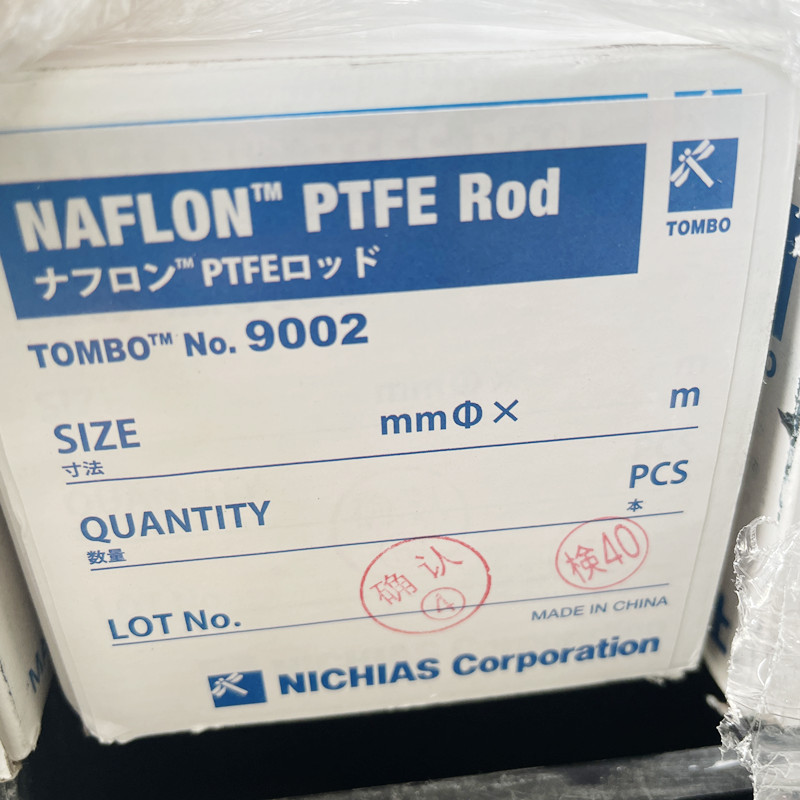 NAFLON™ PTFE Rod
ナフロン™ PTFEロッド
TOMBO
TOMBO™ No. 9002
SIZE mmΦ× m
寸法
QUANTITY PCS
数量 本
确认
A
検40
LOT No.
MADE IN CHINA
NICHIAS Corporation